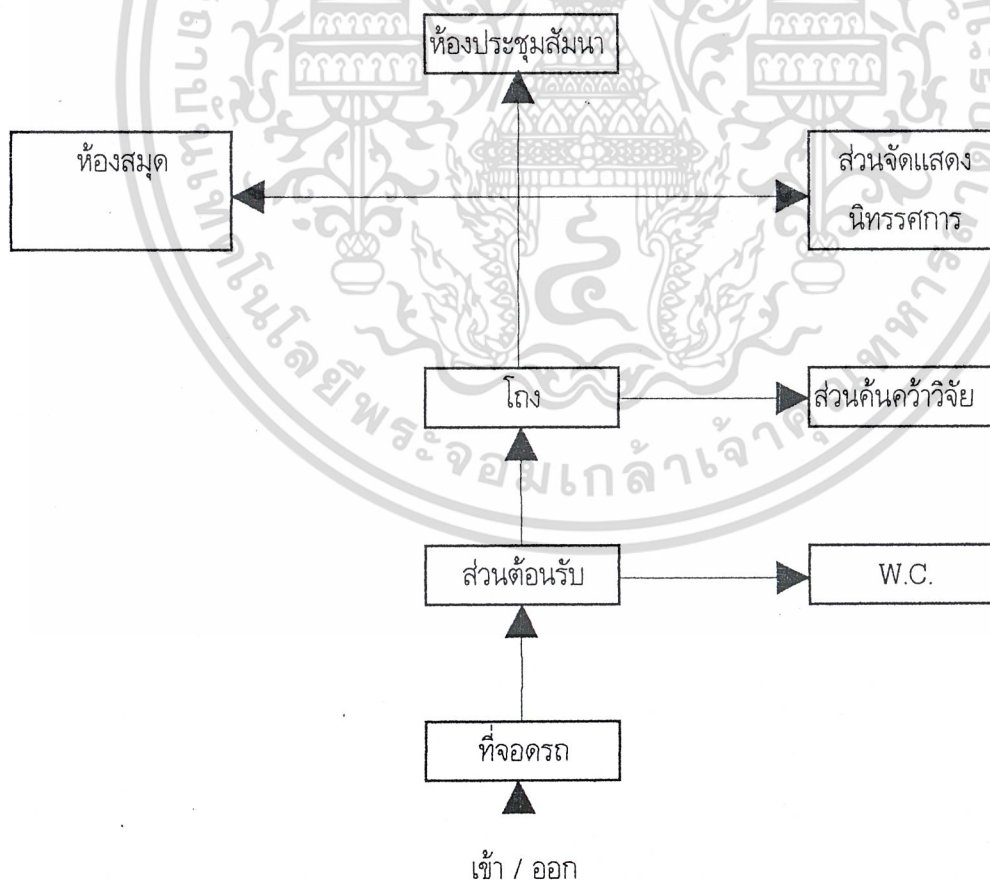 ห้องประชุมสัมนา
ห้องสมุด
ส่วนจัดแสดง
นิทรรศการ
โถง
ส่วนค้นคว้าวิจัย
ส่วนต้อนรับ
W.C.
ที่จอดรถ
เข้า / ออก